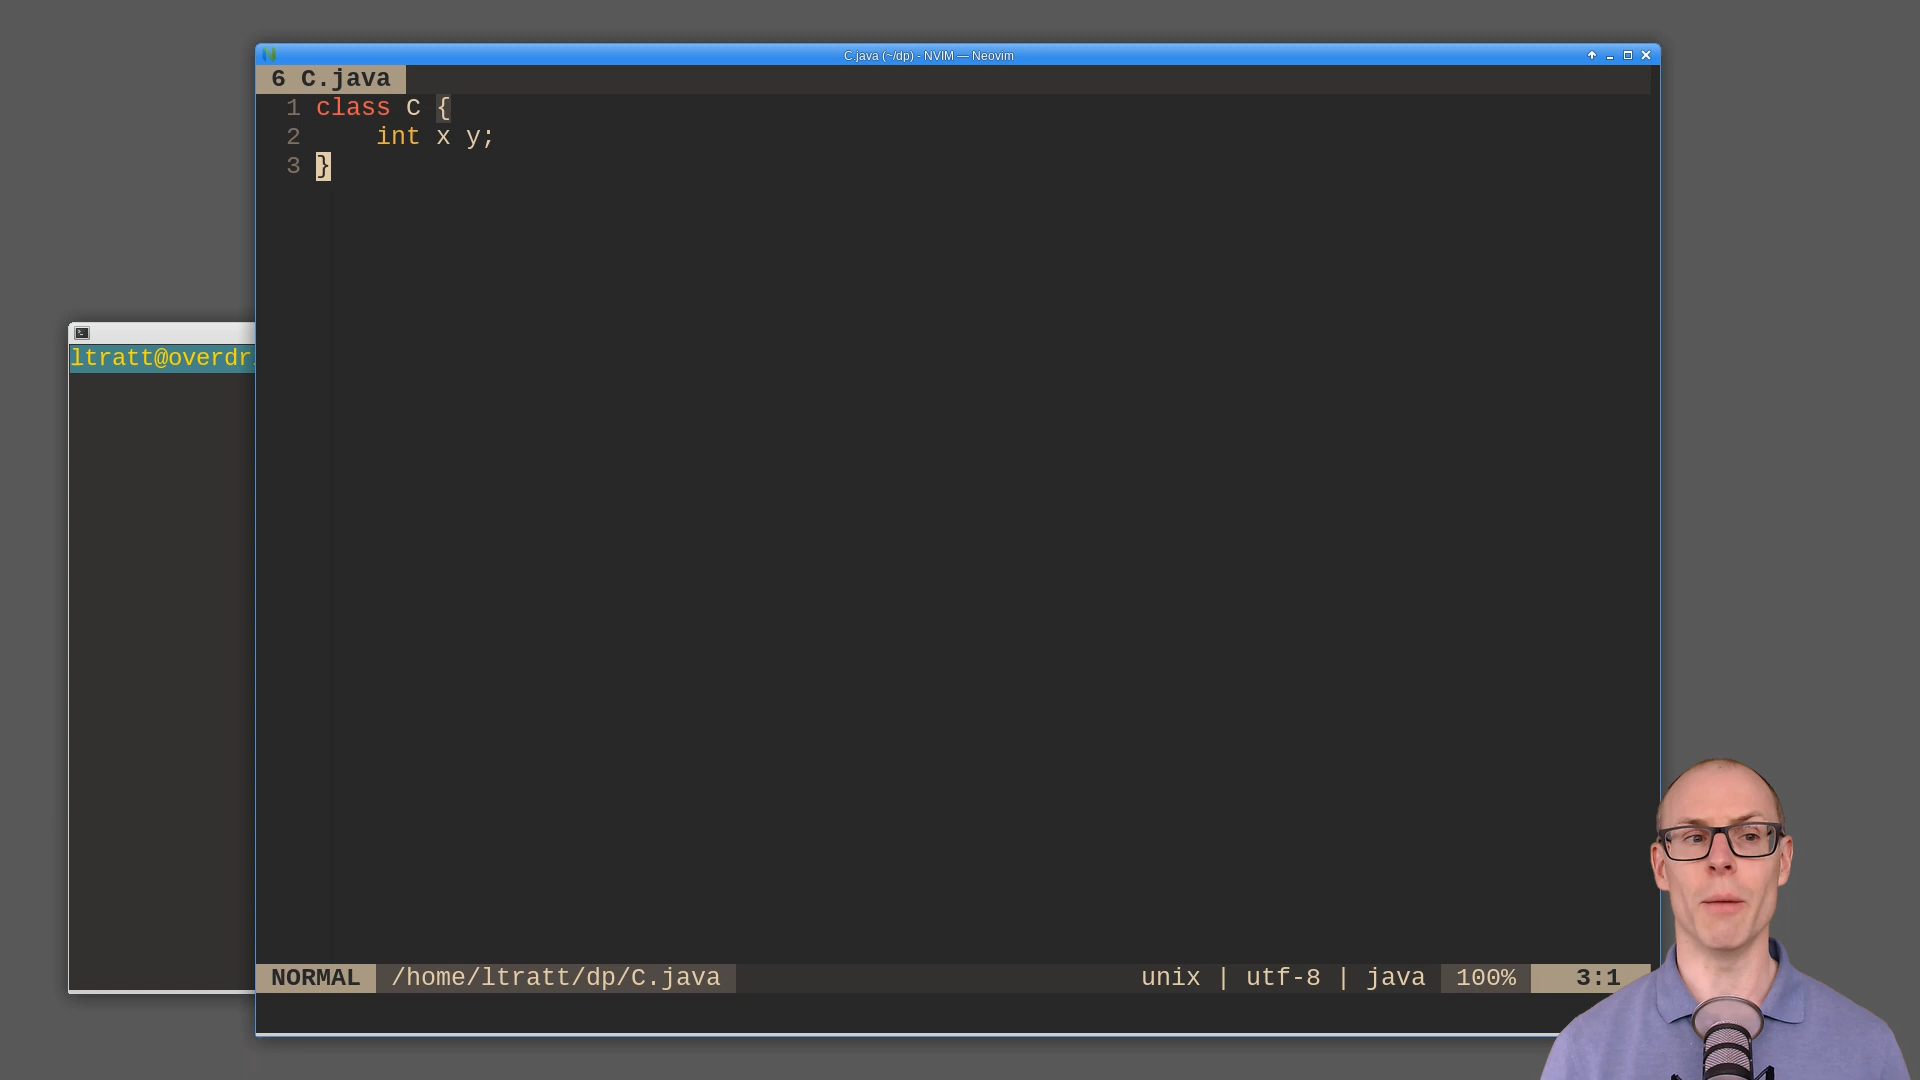 C.java (~/dp) - NVIM — Neovim
6 C.java
1 class C {
2     int x y;
3 }
ltratt@overdr
NORMAL /home/ltratt/dp/C.java unix | utf-8 | java 100% 3:1